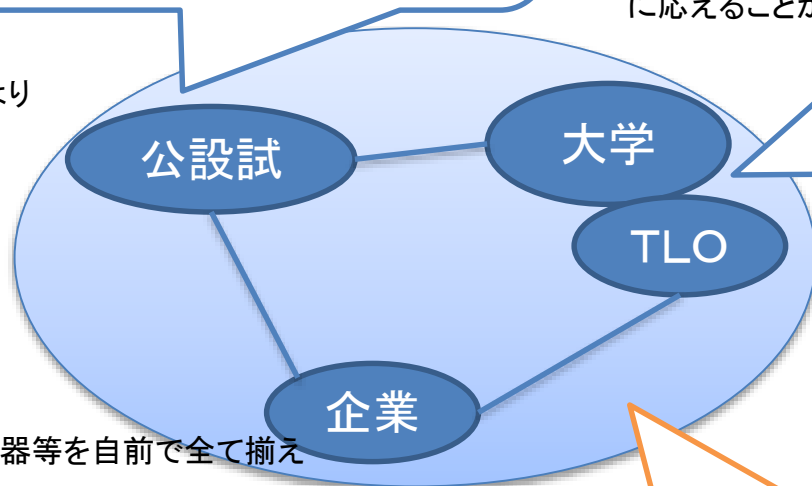 に応えることが
より
公設試
大学
TLO
企業
器等を自前で全て揃え